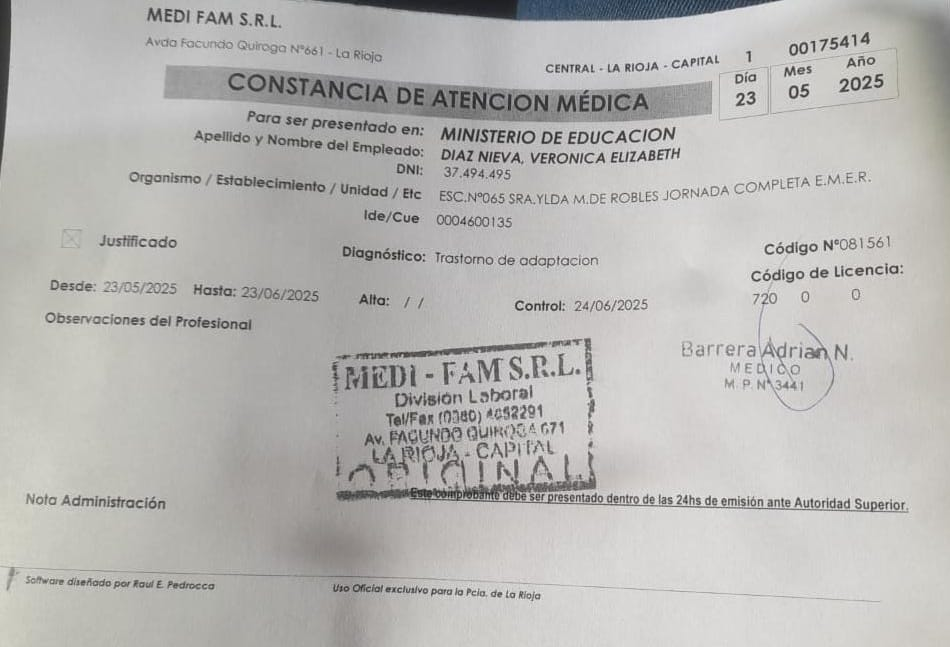 MEDI FAM S.R.L.
Avda Facundo Quiroga Nº661 - La Rioja
CENTRAL - LA RIOJA - CAPITAL 1 00175414
CONSTANCIA DE ATENCION MÉDICA
Día Mes Año
23 05 2025
Para ser presentado en: MINISTERIO DE EDUCACION
Apellido y Nombre del Empleado: DIAZ NIEVA, VERONICA ELIZABETH
DNI: 37.494.495
Organismo / Establecimiento / Unidad / Etc ESC.Nº065 SRA.YLDA M.DE ROBLES JORNADA COMPLETA E.M.E.R.
Ide/Cue 0004600135
Justificado
Diagnóstico: Trastorno de adaptacion
Código Nº081561
Código de Licencia:
720 0 0
Desde: 23/05/2025 Hasta: 23/06/2025 Alta: / / Control: 24/06/2025
Observaciones del Profesional
Barrera Adrian N.
MEDICO
M. P. Nº 3441
MEDI - FAM S.R.L.
División Laboral
Tel/Fax (0380) 4082291
Av. FACUNDO QUIROGA 671
LA RIOJA - CAPITAL
ORIGINAL
Este comprobante debe ser presentado dentro de las 24hs de emisión ante Autoridad Superior.
Nota Administración
Software diseñado por Raul E. Pedrocca
Uso Oficial exclusivo para la Pcia. de La Rioja